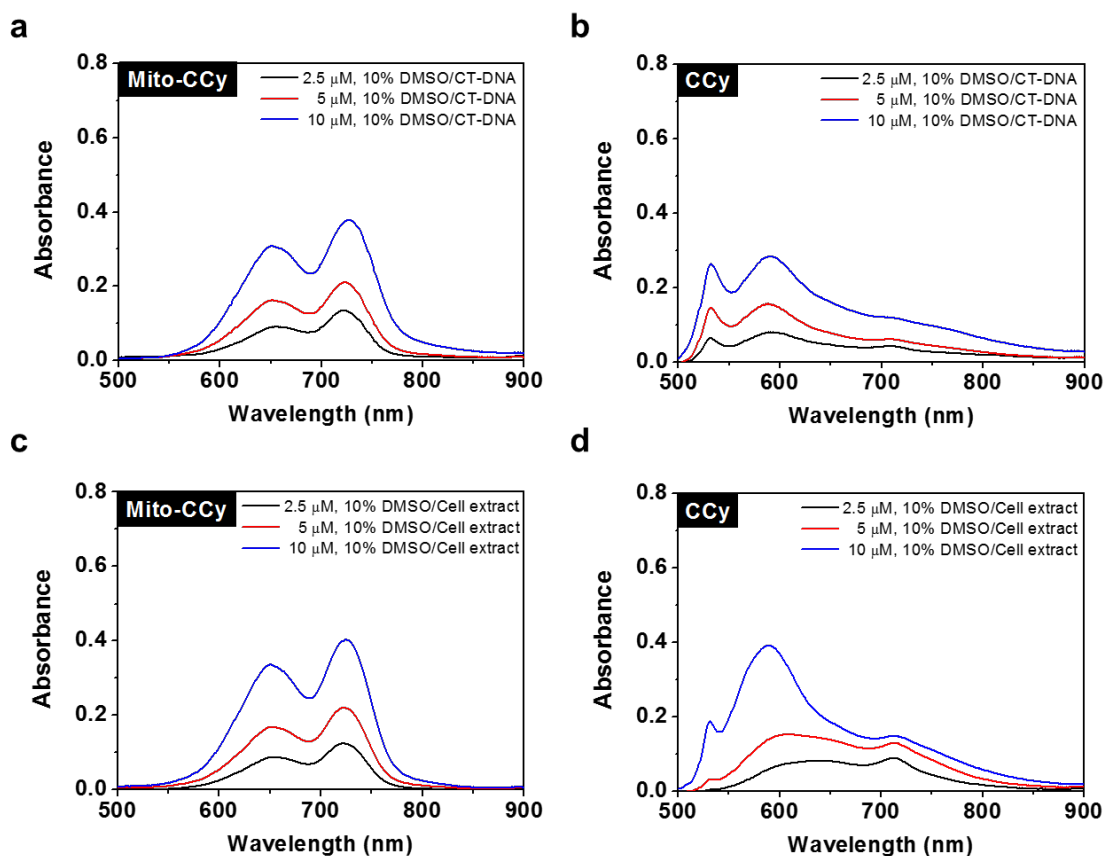 a
Mito-CCy
2.5 μM, 10% DMSO/CT-DNA
5 μM, 10% DMSO/CT-DNA
10 μM, 10% DMSO/CT-DNA
0.8
0.6
0.4
0.2
0.0
Absorbance
500 600 700 800 900
Wavelength (nm)
b
CCy
2.5 μM, 10% DMSO/CT-DNA
5 μM, 10% DMSO/CT-DNA
10 μM, 10% DMSO/CT-DNA
0.8
0.6
0.4
0.2
0.0
Absorbance
500 600 700 800 900
Wavelength (nm)
c
Mito-CCy
2.5 μM, 10% DMSO/Cell extract
5 μM, 10% DMSO/Cell extract
10 μM, 10% DMSO/Cell extract
0.8
0.6
0.4
0.2
0.0
Absorbance
500 600 700 800 900
Wavelength (nm)
d
CCy
2.5 μM, 10% DMSO/Cell extract
5 μM, 10% DMSO/Cell extract
10 μM, 10% DMSO/Cell extract
0.8
0.6
0.4
0.2
0.0
Absorbance
500 600 700 800 900
Wavelength (nm)